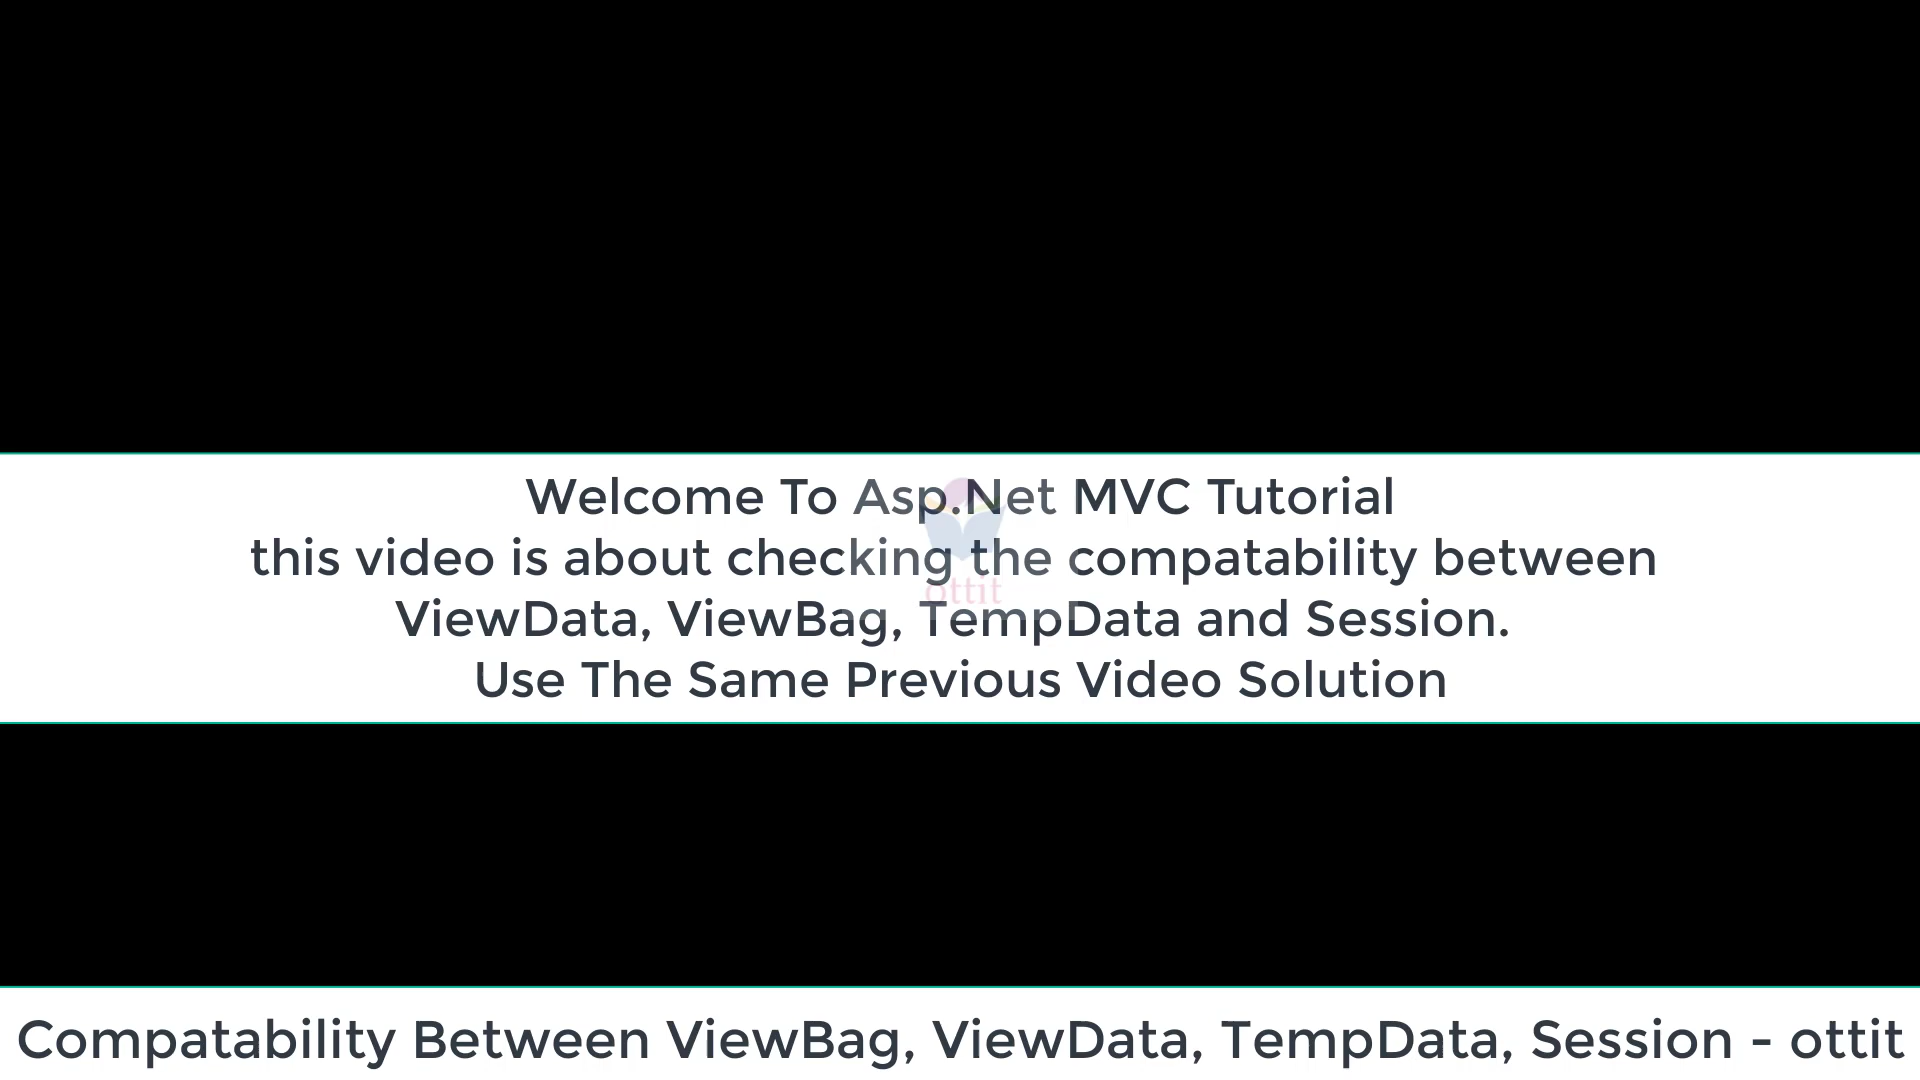 Welcome To Asp.Net MVC Tutorial
this video is about checking the compatability between
ViewData, ViewBag, TempData and Session.
Use The Same Previous Video Solution
ottit
Compatability Between ViewBag, ViewData, TempData, Session - ottit